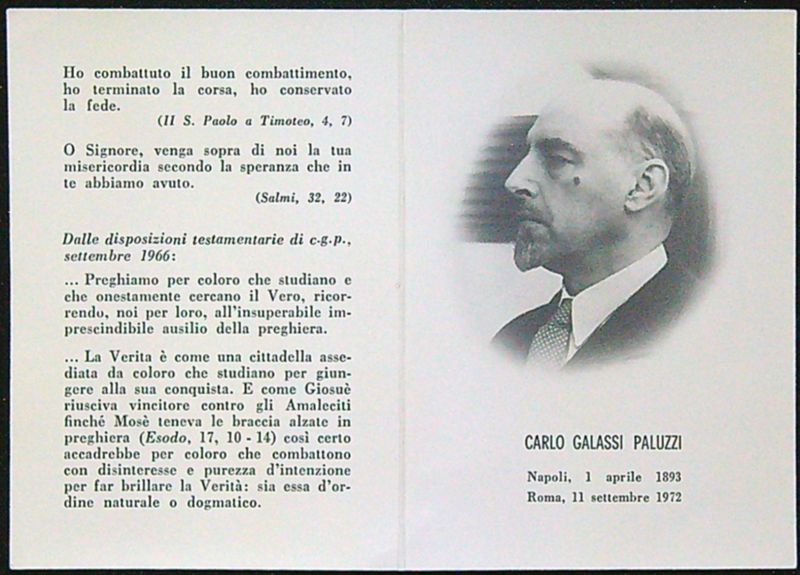 Ho combattuto il buon combattimento,
ho terminato la corsa, ho conservato
la fede.
(II S. Paolo a Timoteo, 4, 7)
O Signore, venga sopra di noi la tua
misericordia secondo la speranza che in
te abbiamo avuto.
(Salmi, 32, 22)
Dalle disposizioni testamentarie di c.g.p.,
settembre 1966:
... Preghiamo per coloro che studiano e
che onestamente cercano il Vero, ricor-
rendo, noi per loro, all'insuperabile im-
prescindibile ausilio della preghiera.
... La Verita è come una cittadella asse-
diata da coloro che studiano per giun-
gere alla sua conquista. E come Giosuè
riusciva vincitore contro gli Amaleciti
finché Mosè teneva le braccia alzate in
preghiera (Esodo, 17, 10 - 14) così certo
accadrebbe per coloro che combattono
con disinteresse e purezza d'intenzione
per far brillare la Verità: sia essa d'or-
dine naturale o dogmatico.
CARLO GALASSI PALUZZI
Napoli, 1 aprile 1893
Roma, 11 settembre 1972